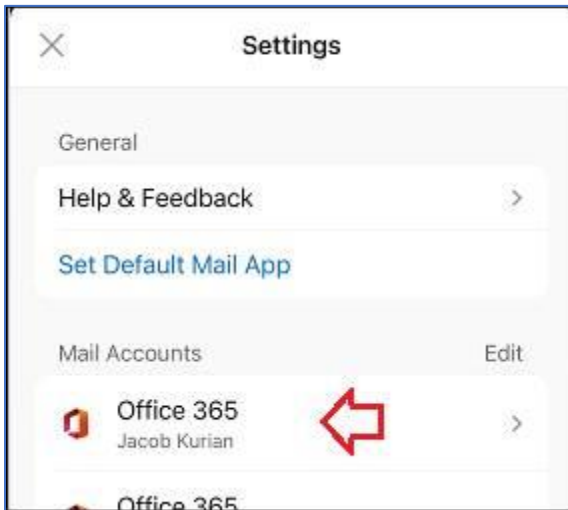 Settings
General
Help & Feedback
Set Default Mail App
Mail Accounts Edit
Office 365
Jacob Kurian
Office 365